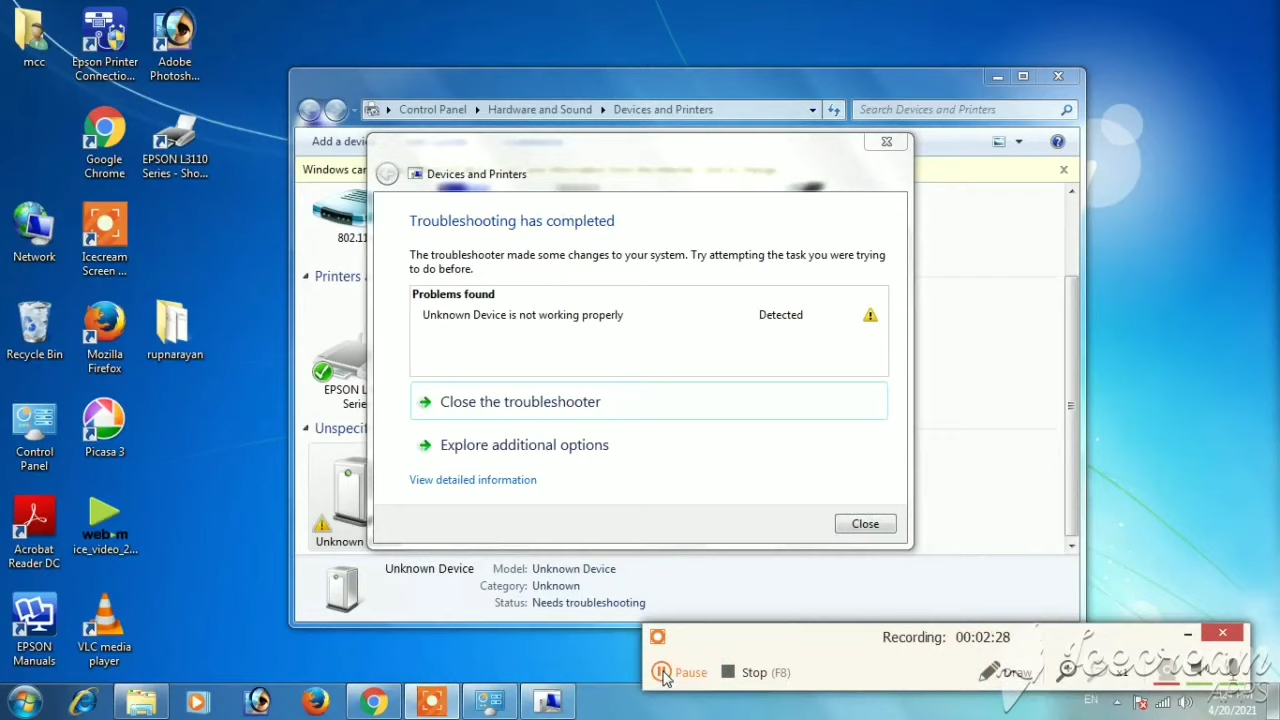 mcc
Epson Printer
Connectio...
Adobe
Photosh...
Google
Chrome
EPSON L3110
Series - Sho...
Network
Icecream
Screen ...
Recycle Bin
Mozilla
Firefox
rupnarayan
Control
Panel
Picasa 3
Acrobat
Reader DC
webm
ice_video_2...
EPSON
Manuals
VLC media
player
Control Panel
Hardware and Sound
Devices and Printers
Search Devices and Printers
Add a devi
Windows can
802.11
Printers
EPSON L
Serie
Unspecif
Unknown
Devices and Printers
Troubleshooting has completed
The troubleshooter made some changes to your system. Try attempting the task you were trying
to do before.
Problems found
Unknown Device is not working properly Detected
Close the troubleshooter
Explore additional options
View detailed information
Close
Unknown Device Model: Unknown Device
Category: Unknown
Status: Needs troubleshooting
Recording: 00:02:28
Pause Stop (F8) Draw x1
Icecream
APPS
EN
4/20/2021